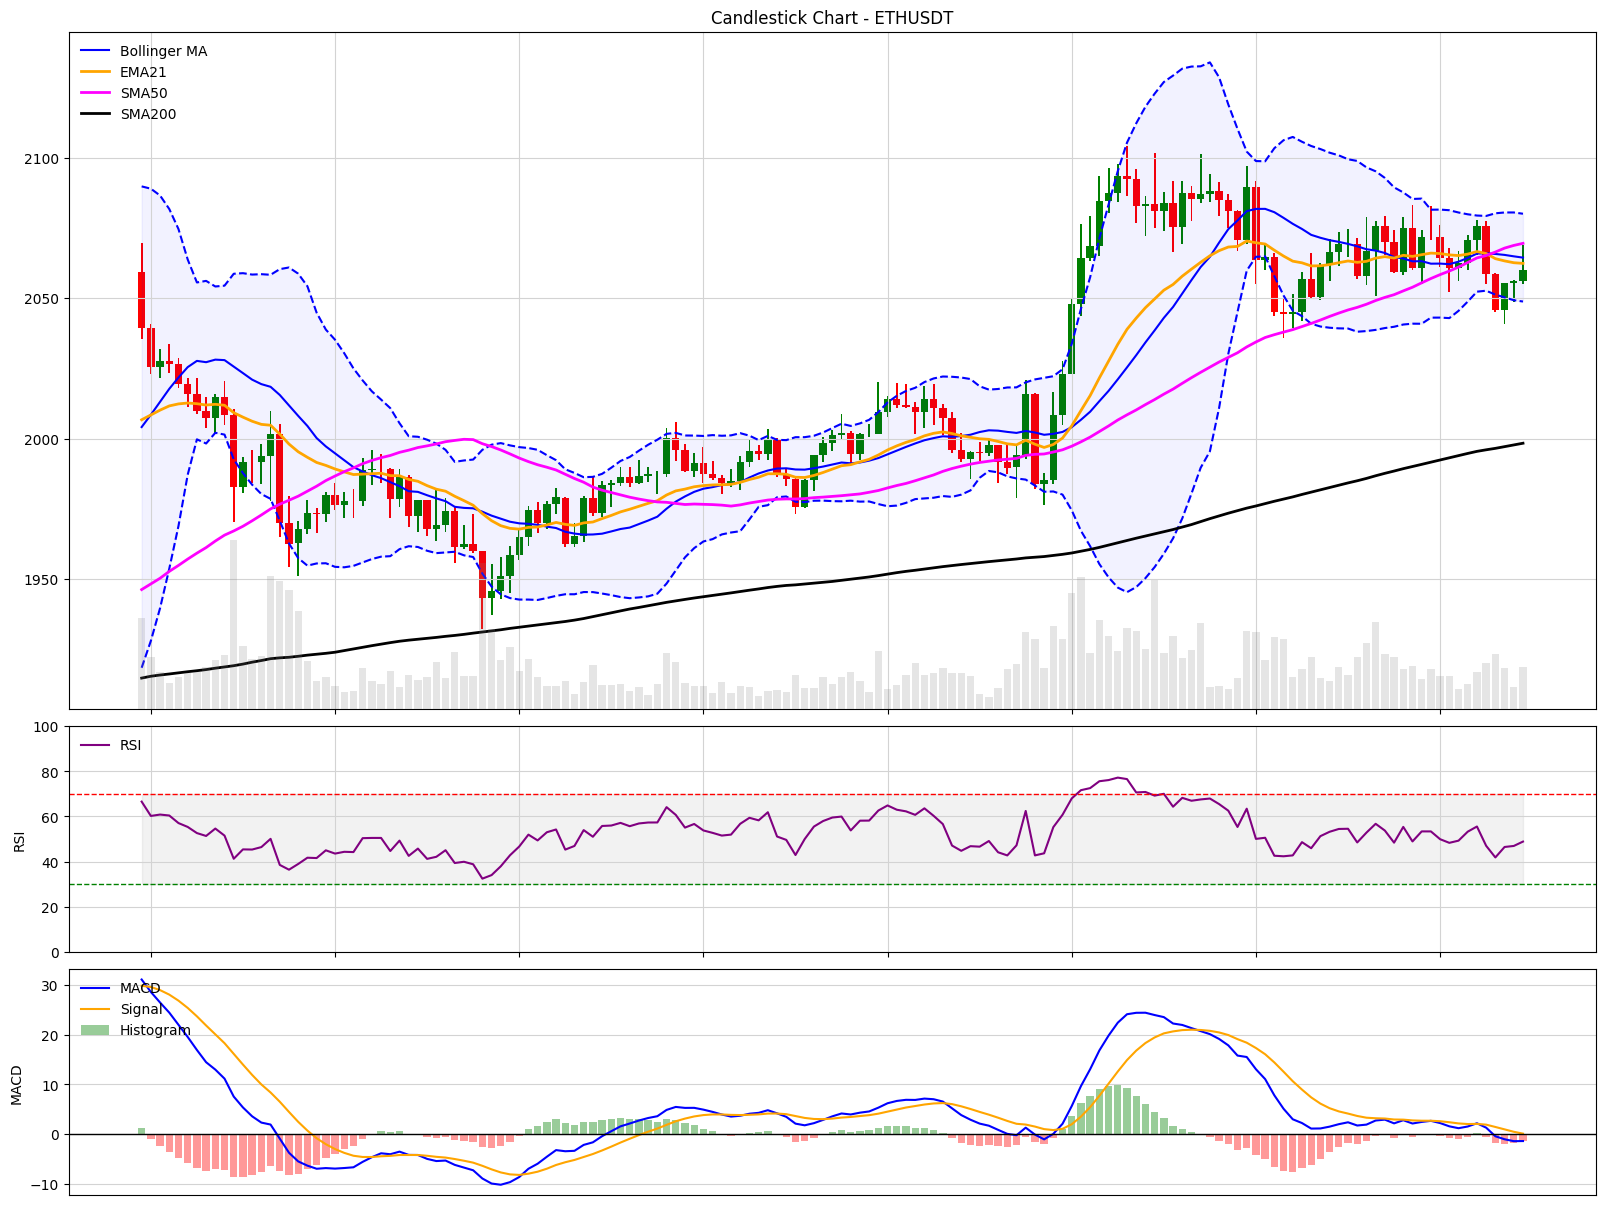 Candlestick Chart - ETHUSDT
Bollinger MA
EMA21
SMA50
SMA200
2100
2050
2000
1950
RSI
100
80
60
40
20
0
RSI
MACD
Signal
Histogram
30
20
10
0
−10
MACD